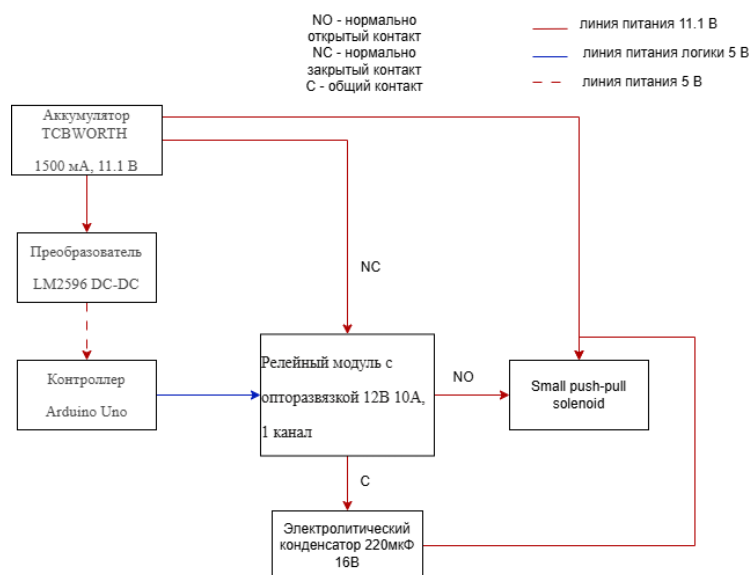 NO - нормально
открытый контакт
NC - нормально
закрытый контакт
C - общий контакт
линия питания 11.1 В
линия питания логики 5 В
линия питания 5 В
Аккумулятор
TCBWORTH
1500 мА, 11.1 В
Преобразователь
LM2596 DC-DC
NC
Контроллер
Arduino Uno
Релейный модуль с
опторазвязкой 12В 10А,
1 канал
NO
Small push-pull
solenoid
C
Электролитический
конденсатор 220мкФ
16В